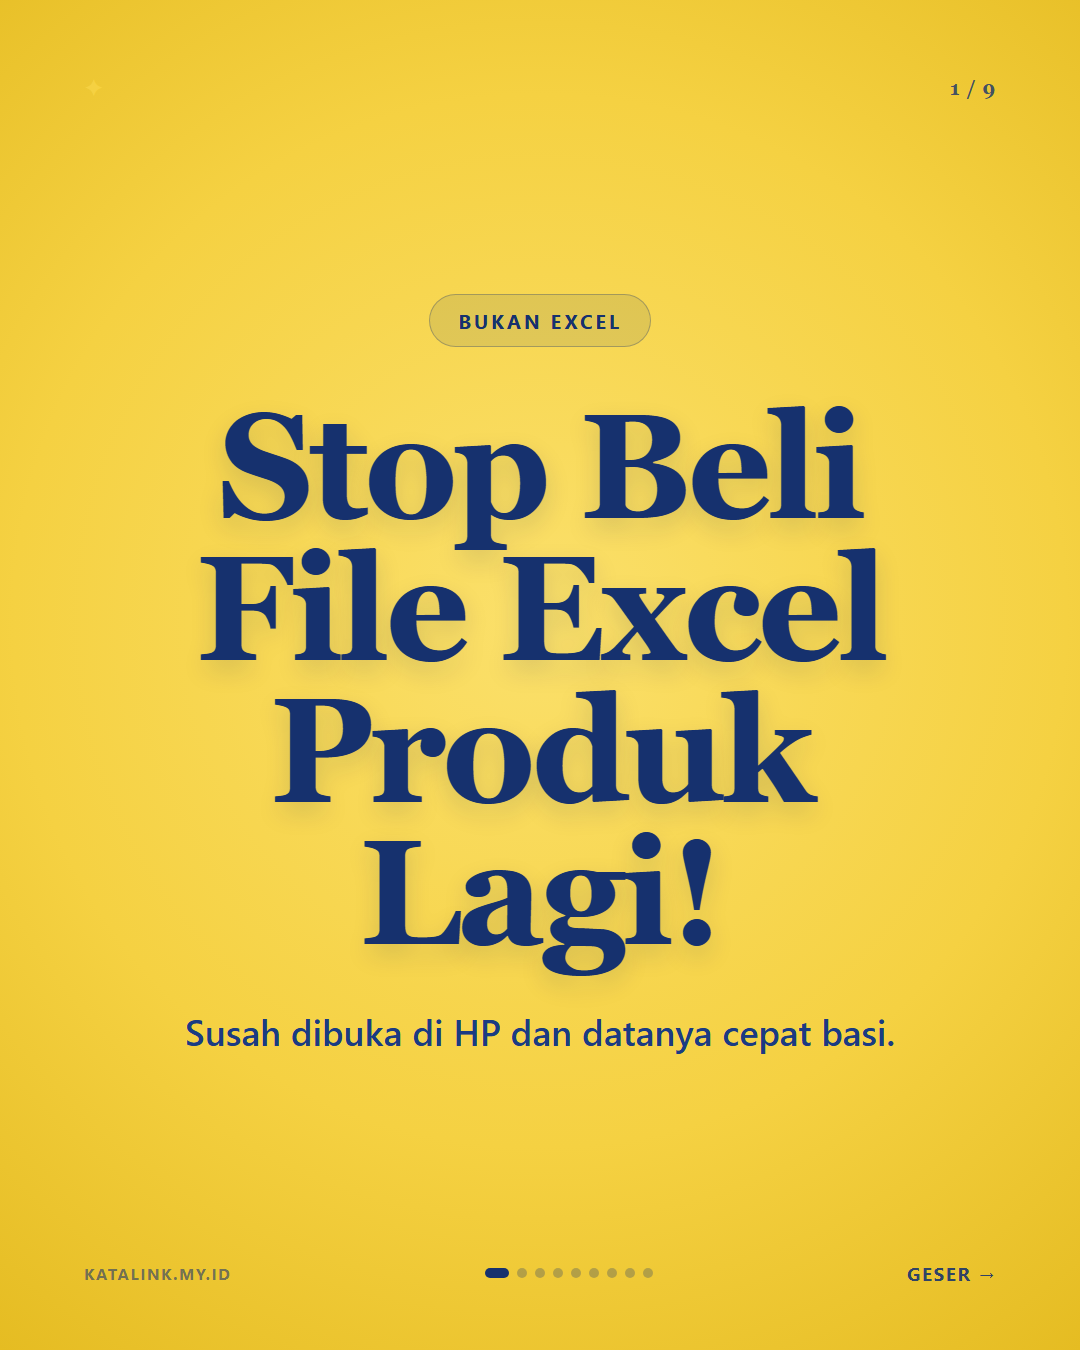 1 / 9
BUKAN EXCEL
Stop Beli
File Excel
Produk
Lagi!
Susah dibuka di HP dan datanya cepat basi.
KATALINK.MY.ID
GESER →